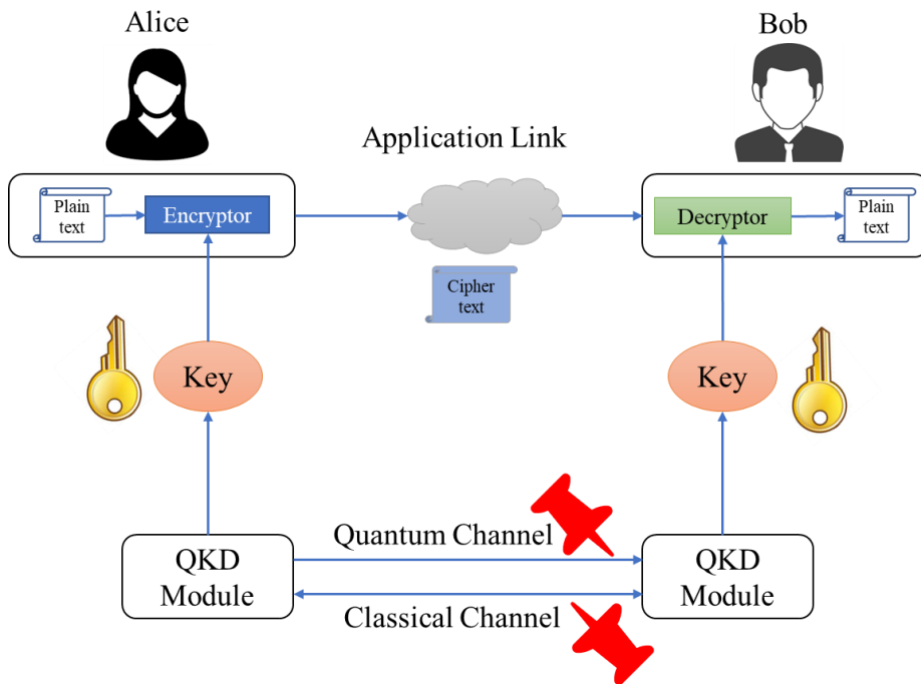 Alice
Bob
Application Link
Plain
text
Encryptor
Decryptor
Plain
text
Cipher
text
Key
Key
Quantum Channel
QKD
Module
QKD
Module
Classical Channel